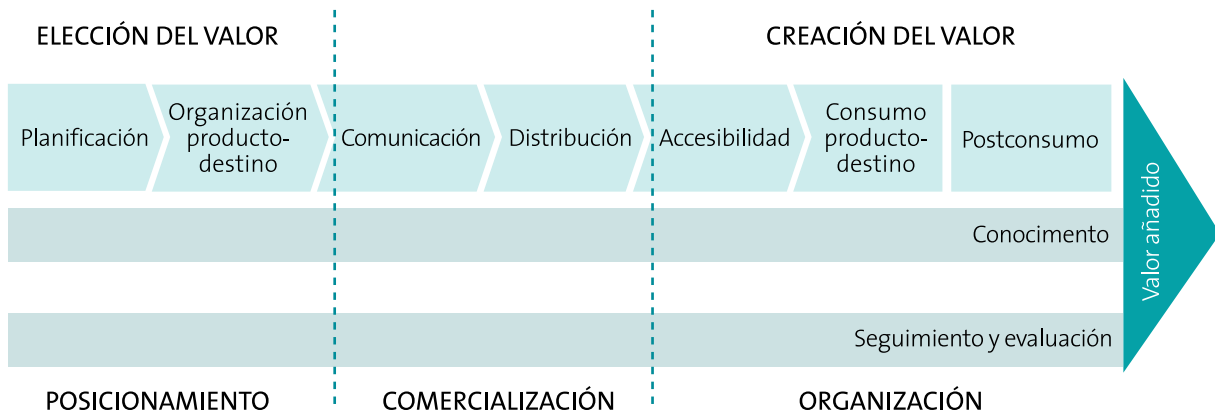 ELECCIÓN DEL VALOR
CREACIÓN DEL VALOR
Planificación
Organización
producto-
destino
Comunicación
Distribución
Accesibilidad
Consumo
producto-
destino
Postconsumo
Valor añadido
Conocimento
Seguimiento y evaluación
POSICIONAMIENTO
COMERCIALIZACIÓN
ORGANIZACIÓN